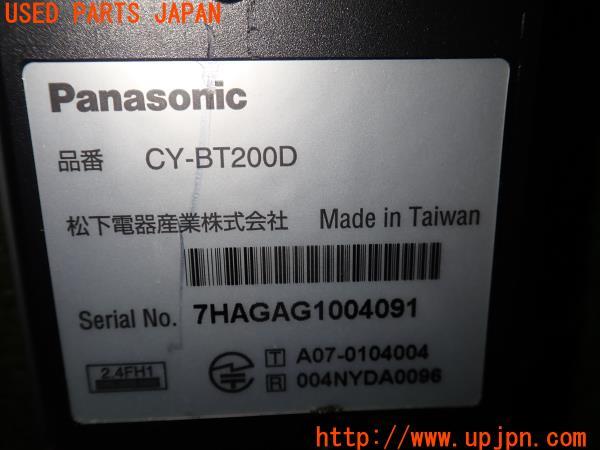 USED PARTS JAPAN
Panasonic
品番 CY-BT200D
松下電器産業株式会社 Made in Taiwan
Serial No. 7HAGAG1004091
2.4FH1
T A07-0104004
R 004NYDA0096
http://www.upjpn.com/